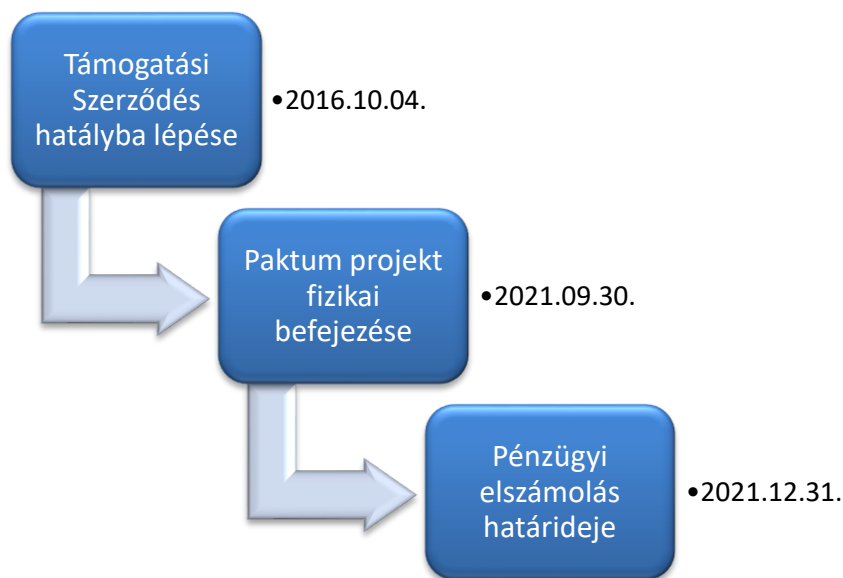 Támogatási
Szerződés
hatályba lépése
•2016.10.04.
Paktum projekt
fizikai
befejezése
•2021.09.30.
Pénzügyi
elszámolás
határideje
•2021.12.31.